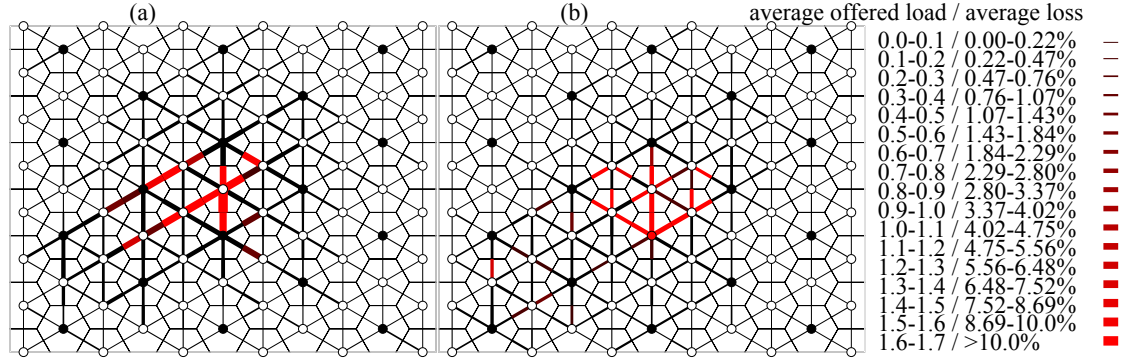 (a)
(b)
average offered load / average loss
0.0-0.1 / 0.00-0.22%
0.1-0.2 / 0.22-0.47%
0.2-0.3 / 0.47-0.76%
0.3-0.4 / 0.76-1.07%
0.4-0.5 / 1.07-1.43%
0.5-0.6 / 1.43-1.84%
0.6-0.7 / 1.84-2.29%
0.7-0.8 / 2.29-2.80%
0.8-0.9 / 2.80-3.37%
0.9-1.0 / 3.37-4.02%
1.0-1.1 / 4.02-4.75%
1.1-1.2 / 4.75-5.56%
1.2-1.3 / 5.56-6.48%
1.3-1.4 / 6.48-7.52%
1.4-1.5 / 7.52-8.69%
1.5-1.6 / 8.69-10.0%
1.6-1.7 / >10.0%